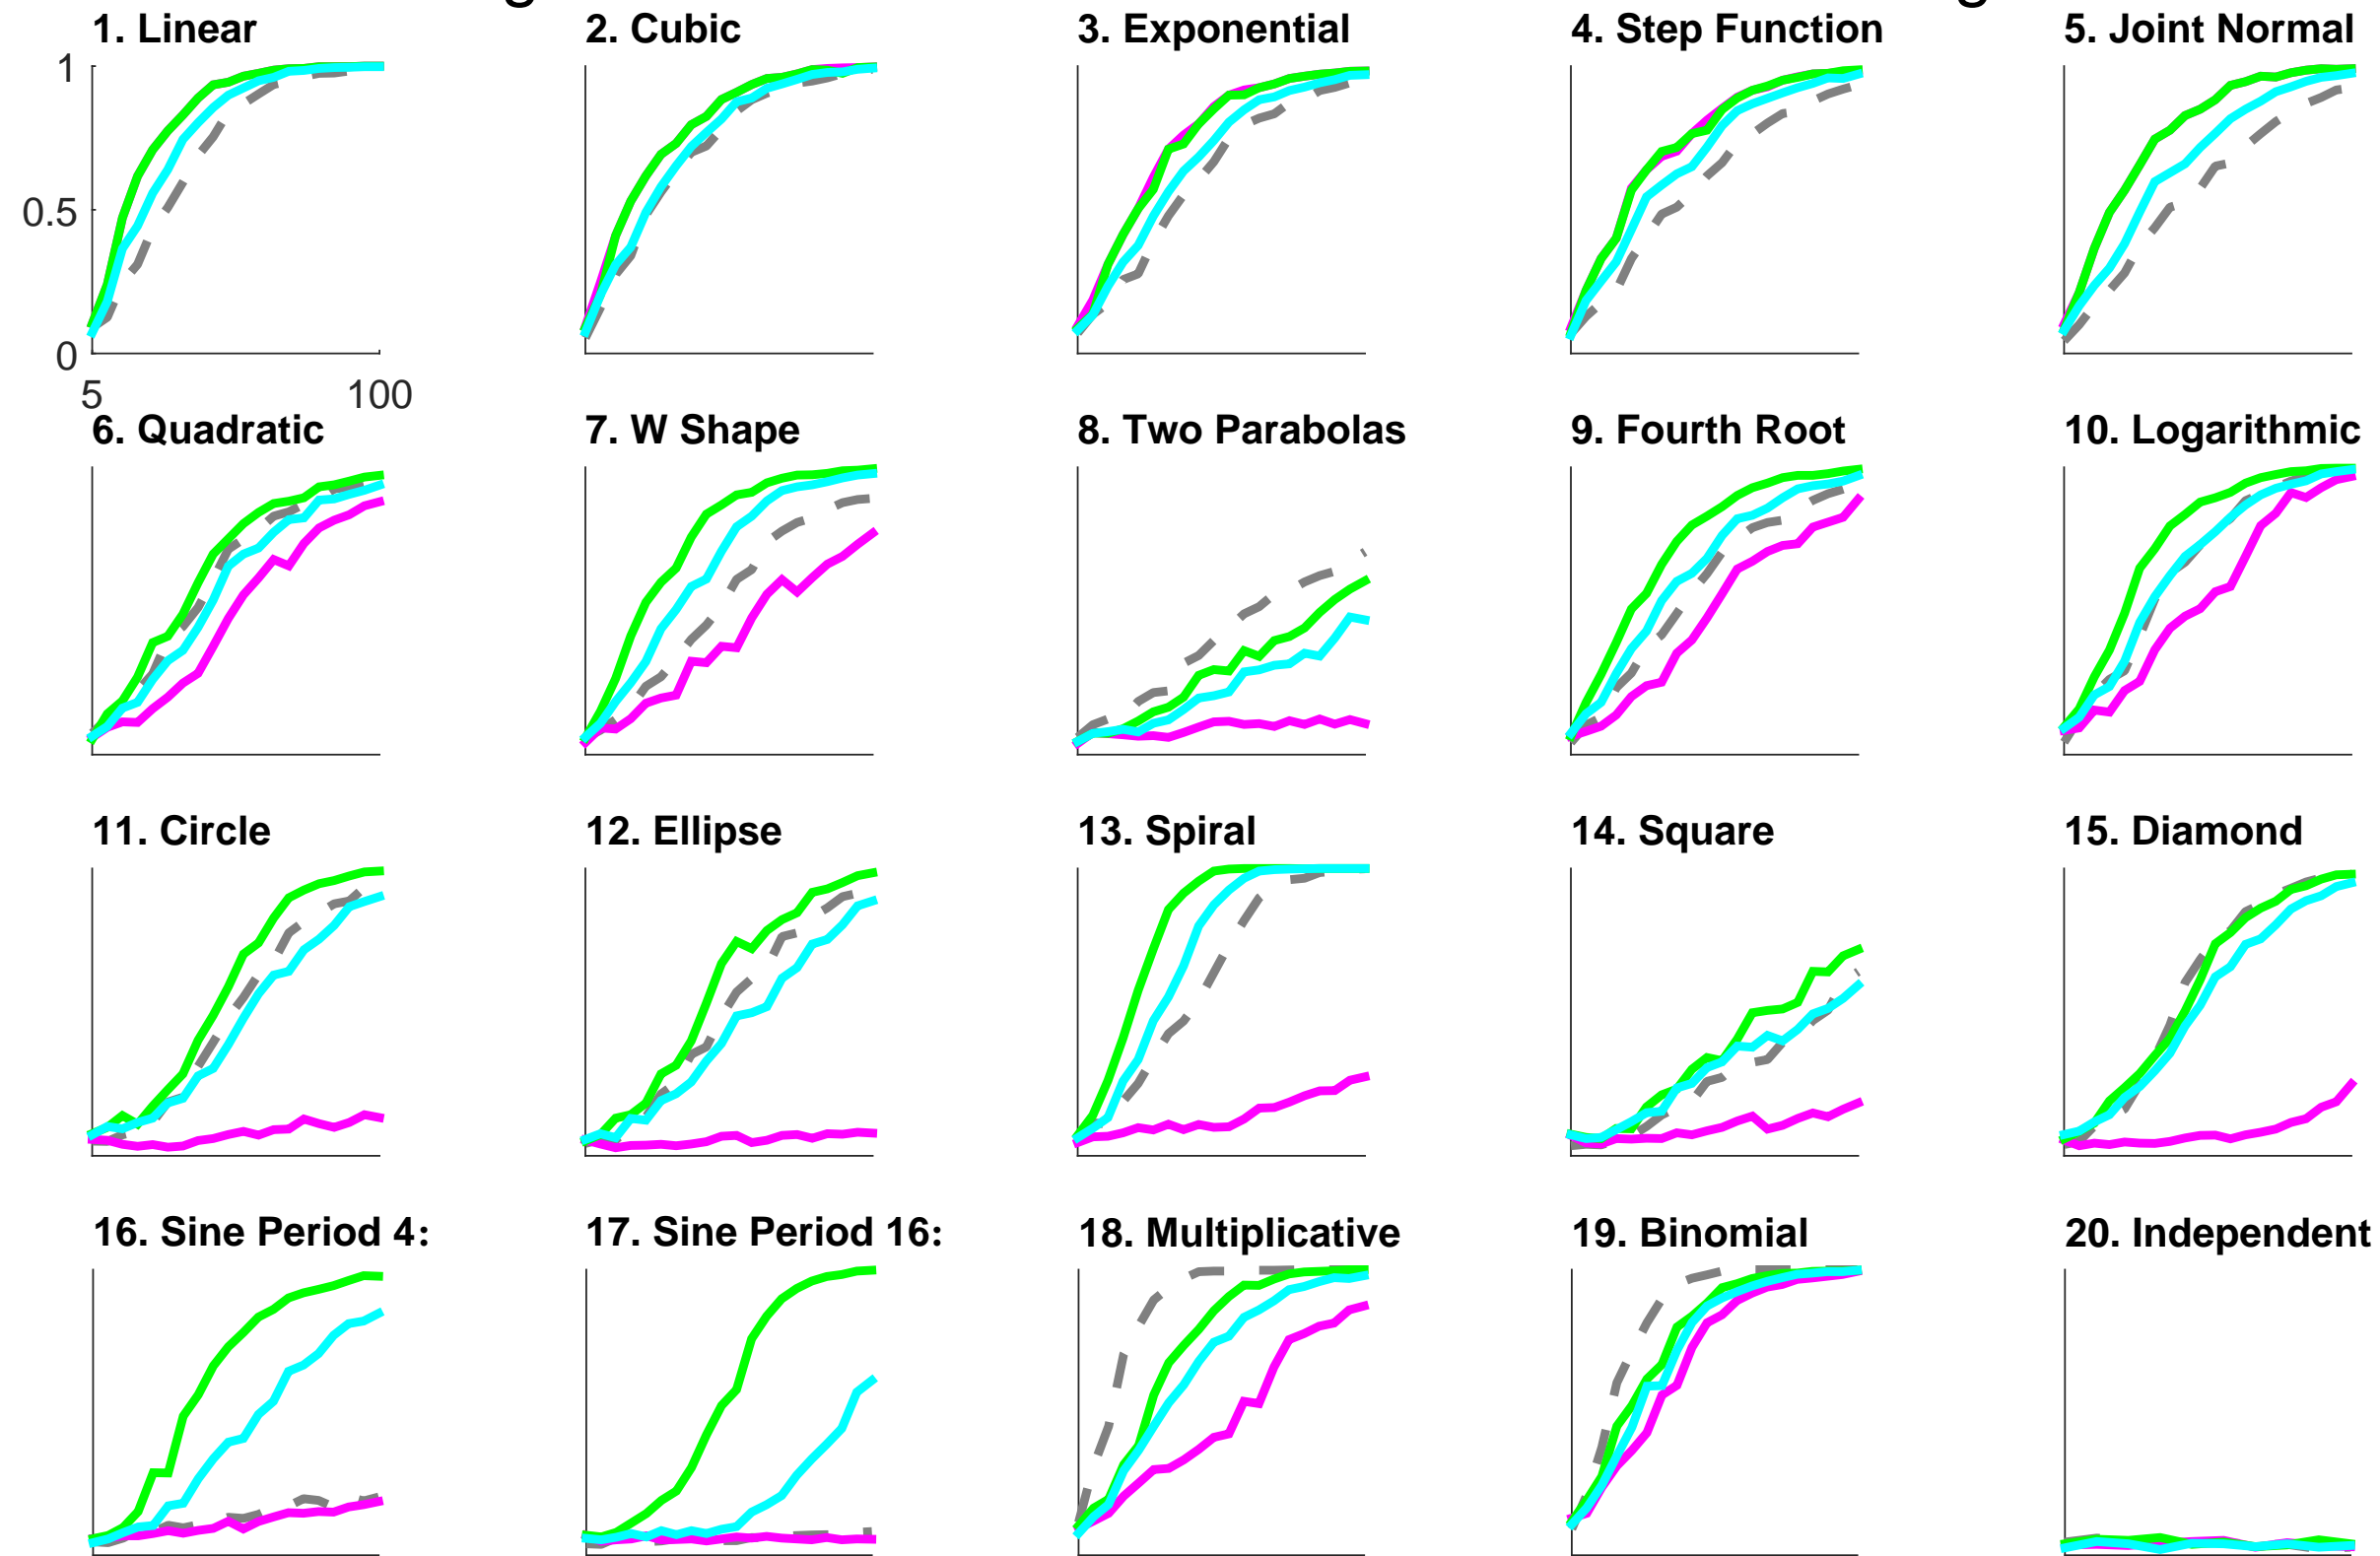 1. Linear
2. Cubic
3. Exponential
4. Step Function
5. Joint Normal
1
0.5
0
5
100
6. Quadratic
7. W Shape
8. Two Parabolas
9. Fourth Root
10. Logarithmic
11. Circle
12. Ellipse
13. Spiral
14. Square
15. Diamond
16. Sine Period 4:
17. Sine Period 16:
18. Multiplicative
19. Binomial
20. Independent